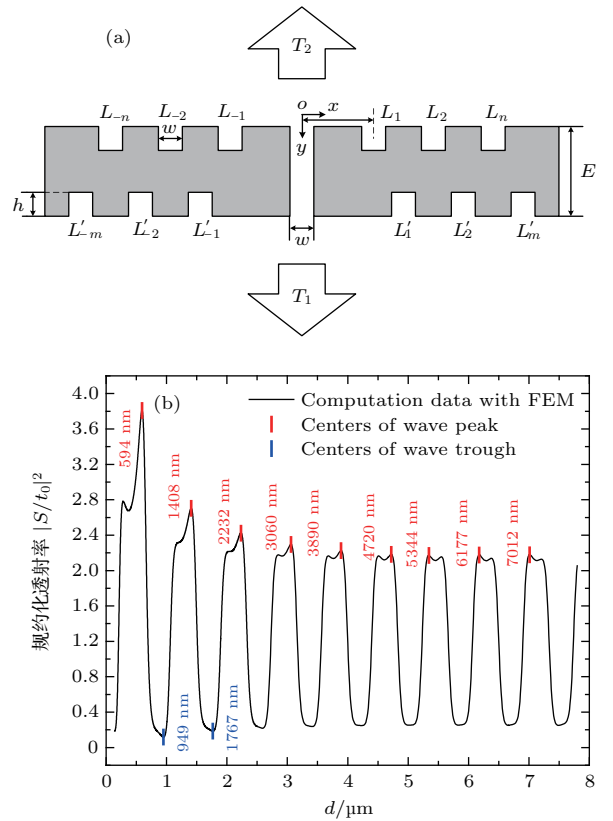 (a)
T₂
L₋ₙ L₋₂ L₋₁ o x L₁ L₂ Lₙ
w y E
h
L′₋ₘ L′₋₂ L′₋₁ w L′₁ L′₂ L′ₘ
T₁
(b)
Computation data with FEM
Centers of wave peak
Centers of wave trough
594 nm
1408 nm
2232 nm
3060 nm
3890 nm
4720 nm
5344 nm
6177 nm
7012 nm
949 nm
1767 nm
规约化透射率 |S/t₀|²
4.0
3.6
3.2
2.8
2.4
2.0
1.6
1.2
0.8
0.4
0
0 1 2 3 4 5 6 7 8
d/μm